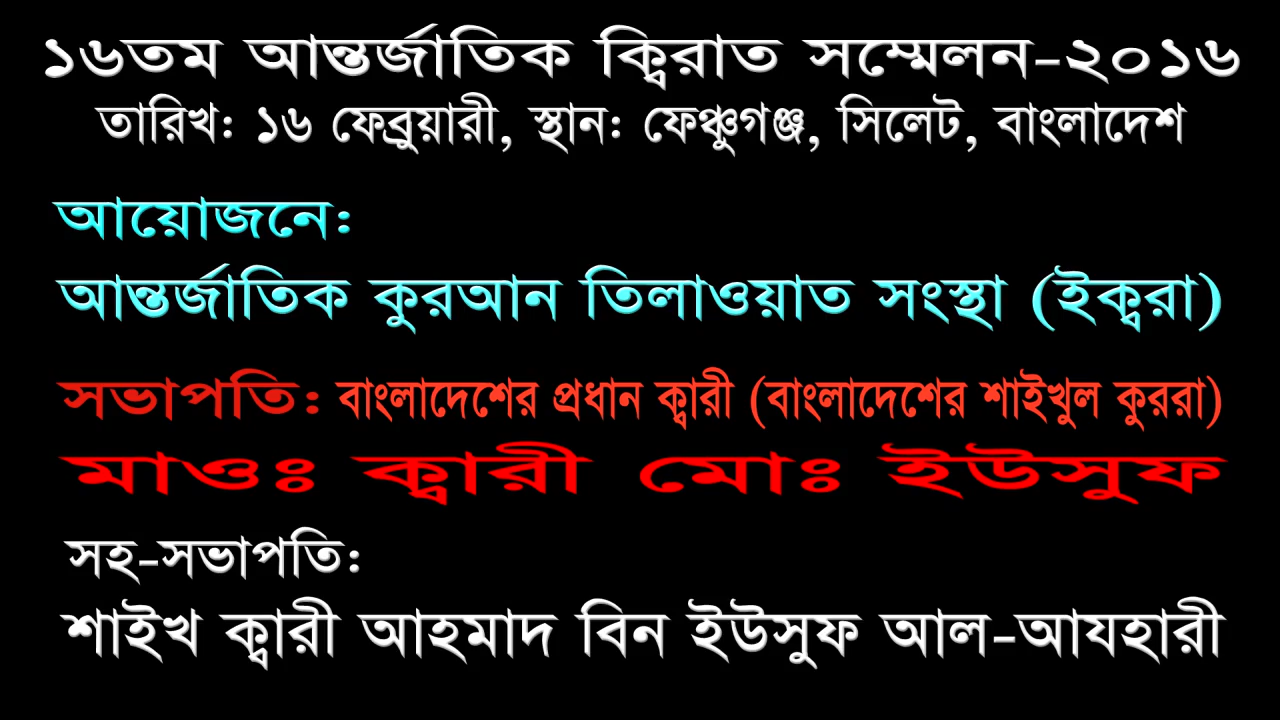 ১৬তম আন্তর্জাতিক ক্বিরাত সম্মেলন-২০১৬
তারিখ: ১৬ ফেব্রুয়ারী, স্থান: ফেঞ্চুগঞ্জ, সিলেট, বাংলাদেশ
আয়োজনে:
আন্তর্জাতিক কুরআন তিলাওয়াত সংস্থা (ইক্বরা)
সভাপতি: বাংলাদেশের প্রধান ক্বারী (বাংলাদেশের শাইখুল কুররা)
মাওঃ ক্বারী মোঃ ইউসুফ
সহ-সভাপতি:
শাইখ ক্বারী আহমাদ বিন ইউসুফ আল-আযহারী